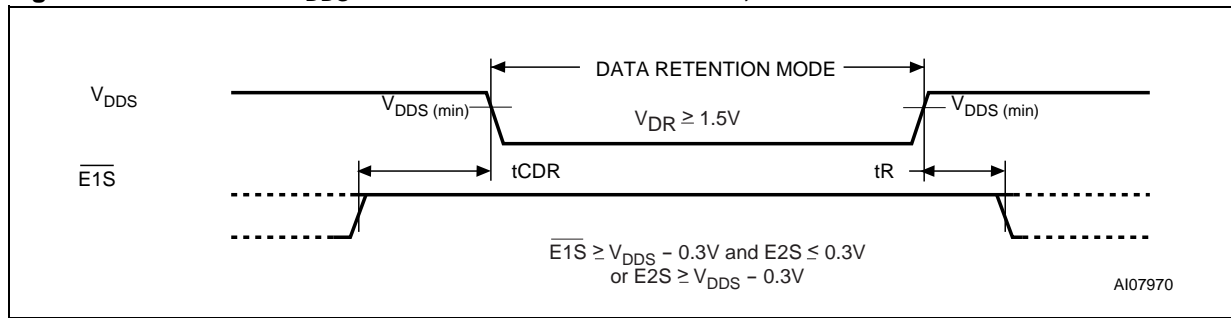 DDS
DATA RETENTION MODE
VDDS
VDDS (min)
VDDS (min)
VDR ≥ 1.5V
E1S
tCDR
tR
E1S ≥ VDDS – 0.3V and E2S ≤ 0.3V
or E2S ≥ VDDS – 0.3V
AI07970